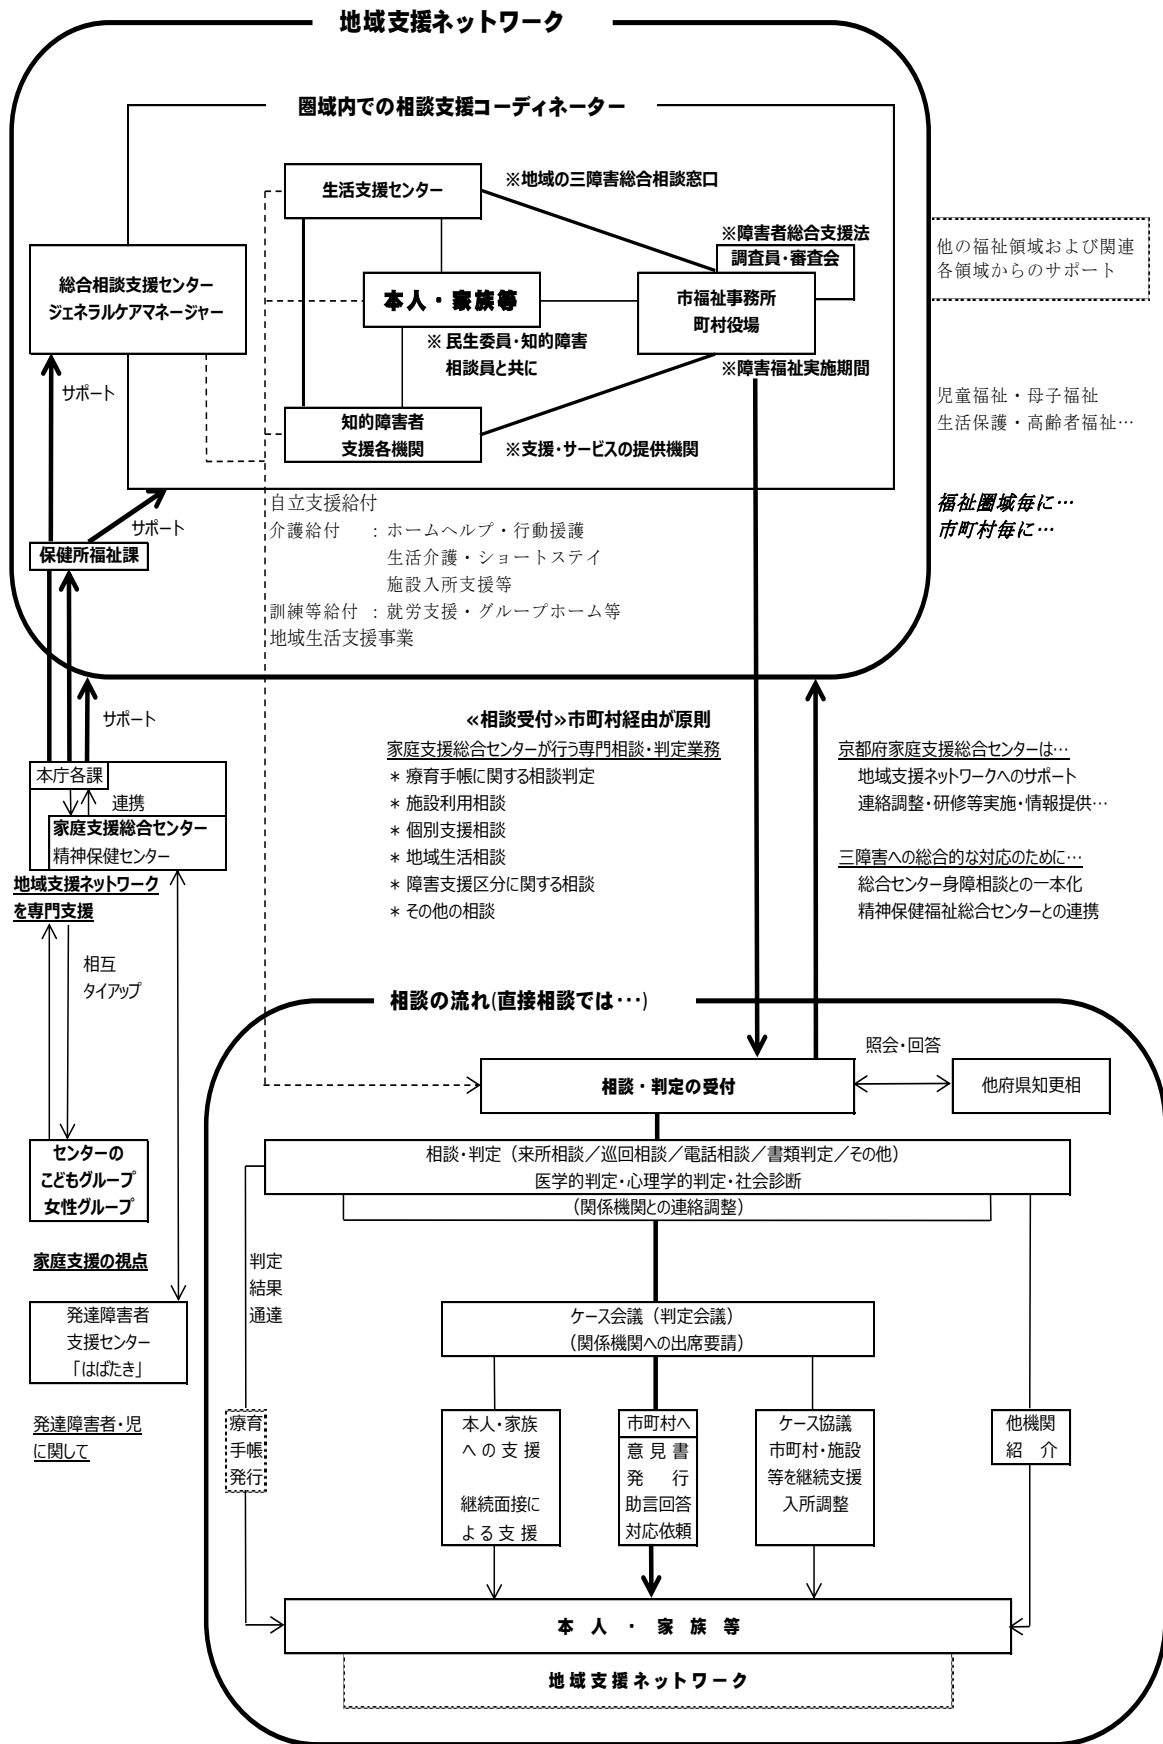 地域支援ネットワーク
圏域内での相談支援コーディネーター
生活支援センター
※地域の三障害総合相談窓口
※障害者総合支援法
調査員・審査会
総合相談支援センター
ジェネラルケアマネージャー
本人・家族等
市福祉事務所
町村役場
※民生委員・知的障害
相談員と共に
※障害福祉実施期間
知的障害者
支援各機関
※支援・サービスの提供機関
他の福祉領域および関連
各領域からのサポート
児童福祉・母子福祉
生活保護・高齢者福祉…
福祉圏域毎に…
市町村毎に…
サポート
サポート
保健所福祉課
自立支援給付
介護給付 ：ホームヘルプ・行動援護
生活介護・ショートステイ
施設入所支援等
訓練等給付 ：就労支援・グループホーム等
地域生活支援事業
サポート
本庁各課
連携
家庭支援総合センター
精神保健センター
地域支援ネットワーク
を専門支援
相互
タイアップ
センターの
こどもグループ
女性グループ
家庭支援の視点
発達障害者
支援センター
「はばたき」
発達障害者・児
に関して
≪相談受付≫市町村経由が原則
家庭支援総合センターが行う専門相談・判定業務
＊ 療育手帳に関する相談判定
＊ 施設利用相談
＊ 個別支援相談
＊ 地域生活相談
＊ 障害支援区分に関する相談
＊ その他の相談
京都府家庭支援総合センターは…
地域支援ネットワークへのサポート
連絡調整・研修等実施・情報提供…
三障害への総合的な対応のために…
総合センター身障相談との一本化
精神保健福祉総合センターとの連携
相談の流れ(直接相談では…)
相談・判定の受付
照会・回答
他府県知更相
相談・判定（来所相談／巡回相談／電話相談／書類判定／その他）
医学的判定・心理学的判定・社会診断
（関係機関との連絡調整）
判定
結果
通達
ケース会議（判定会議）
（関係機関への出席要請）
療育
手帳
発行
本人・家族
への支援
継続面接に
よる支援
市町村へ
意見書
発 行
助言回答
対応依頼
ケース協議
市町村・施設
等を継続支援
入所調整
他機関
紹 介
本 人 ・ 家 族 等
地域支援ネットワーク